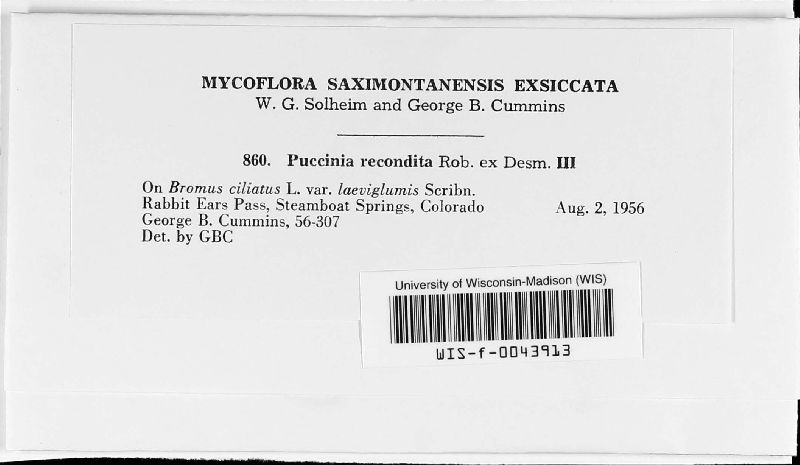 MYCOFLORA SAXIMONTANENSIS EXSICCATA
W. G. Solheim and George B. Cummins
860. Puccinia recondita Rob. ex Desm. III
On Bromus ciliatus L. var. laeviglumis Scribn.
Rabbit Ears Pass, Steamboat Springs, Colorado Aug. 2, 1956
George B. Cummins, 56-307
Det. by GBC
University of Wisconsin-Madison (WIS)
WIS-f-0043913